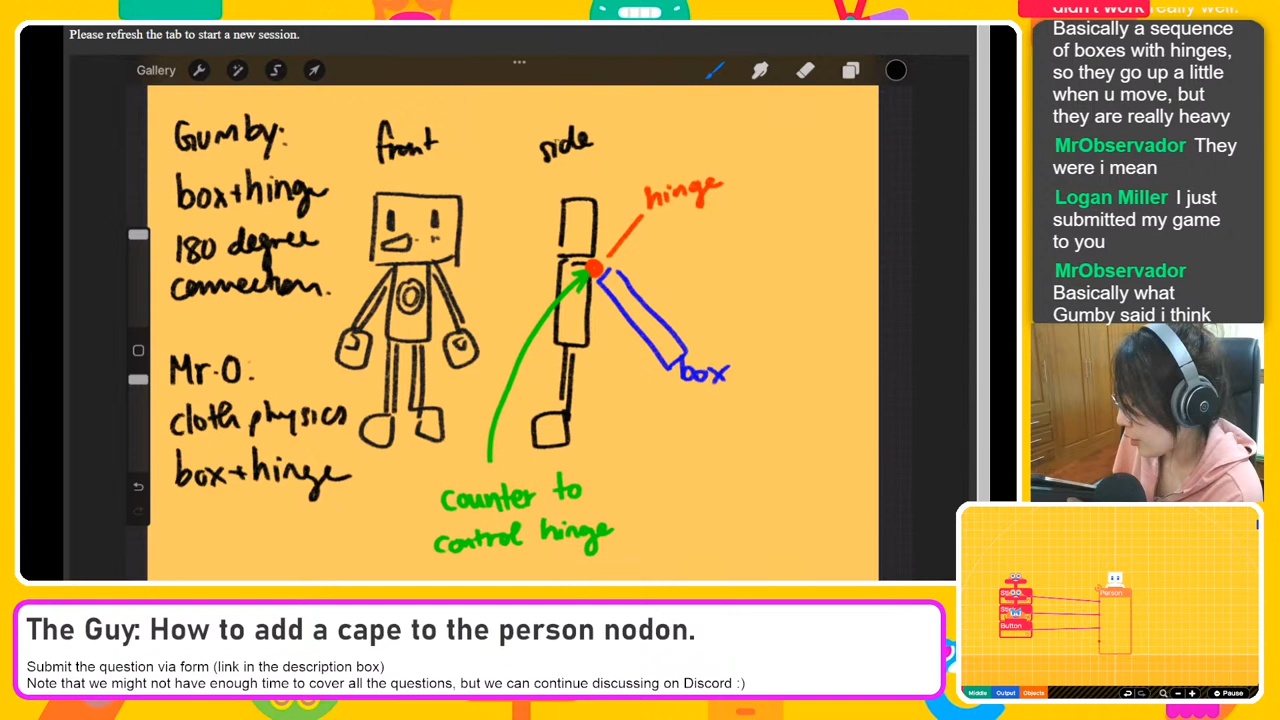 Please refresh the tab to start a new session.
Gallery
Gumby:
box+hinge
180 degree
connection.
Mr.O:
cloth physics
box+hinge
front
side
hinge
box
counter to
control hinge
didn't work really well.
Basically a sequence
of boxes with hinges,
so they go up a little
when u move, but
they are really heavy
MrObservador They
were i mean
Logan Miller I just
submitted my game
to you
MrObservador
Basically what
Gumby said i think
Person
Button
Middle Output Objects
Pause
The Guy: How to add a cape to the person nodon.
Submit the question via form (link in the description box)
Note that we might not have enough time to cover all the questions, but we can continue discussing on Discord :)